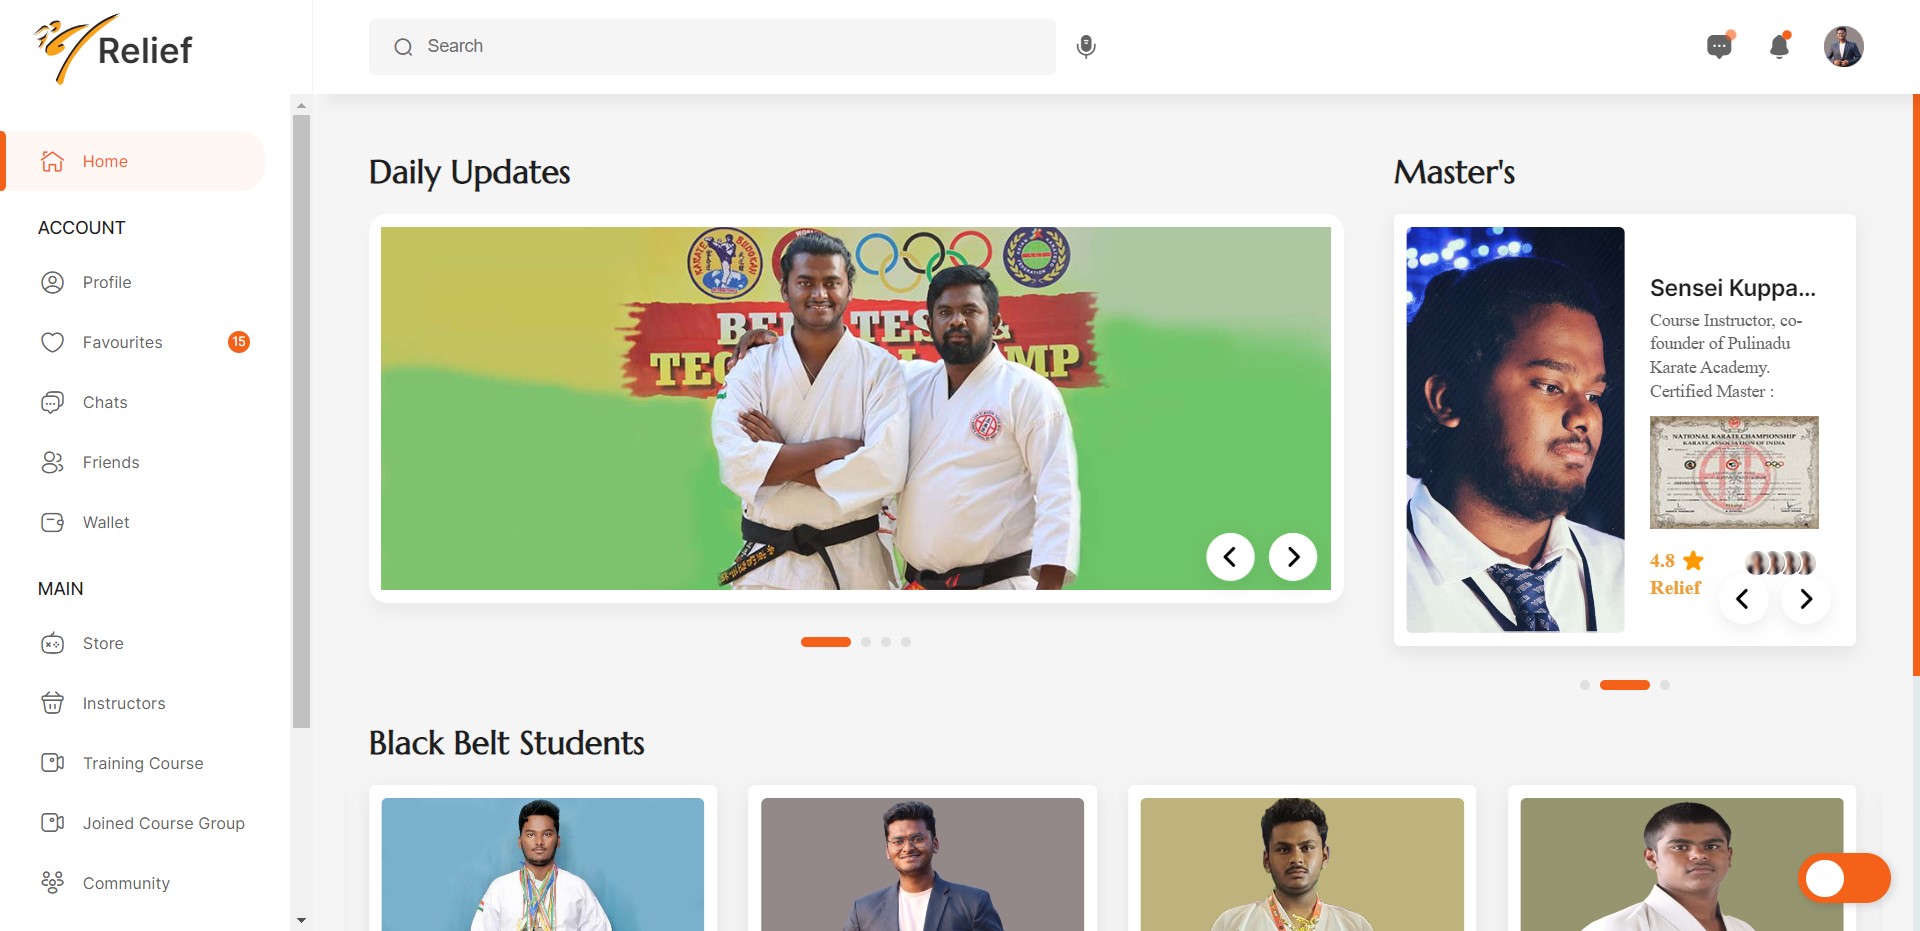 Relief
Search
Home
ACCOUNT
Profile
Favourites
15
Chats
Friends
Wallet
MAIN
Store
Instructors
Training Course
Joined Course Group
Community
Daily Updates
KARATE BUDOKAN
Master's
Sensei Kuppa...
Course Instructor, co-
founder of Pulinadu
Karate Academy.
Certified Master :
NATIONAL KARATE CHAMPIONSHIP
KARATE ASSOCIATION OF INDIA
4.8
Relief
Black Belt Students